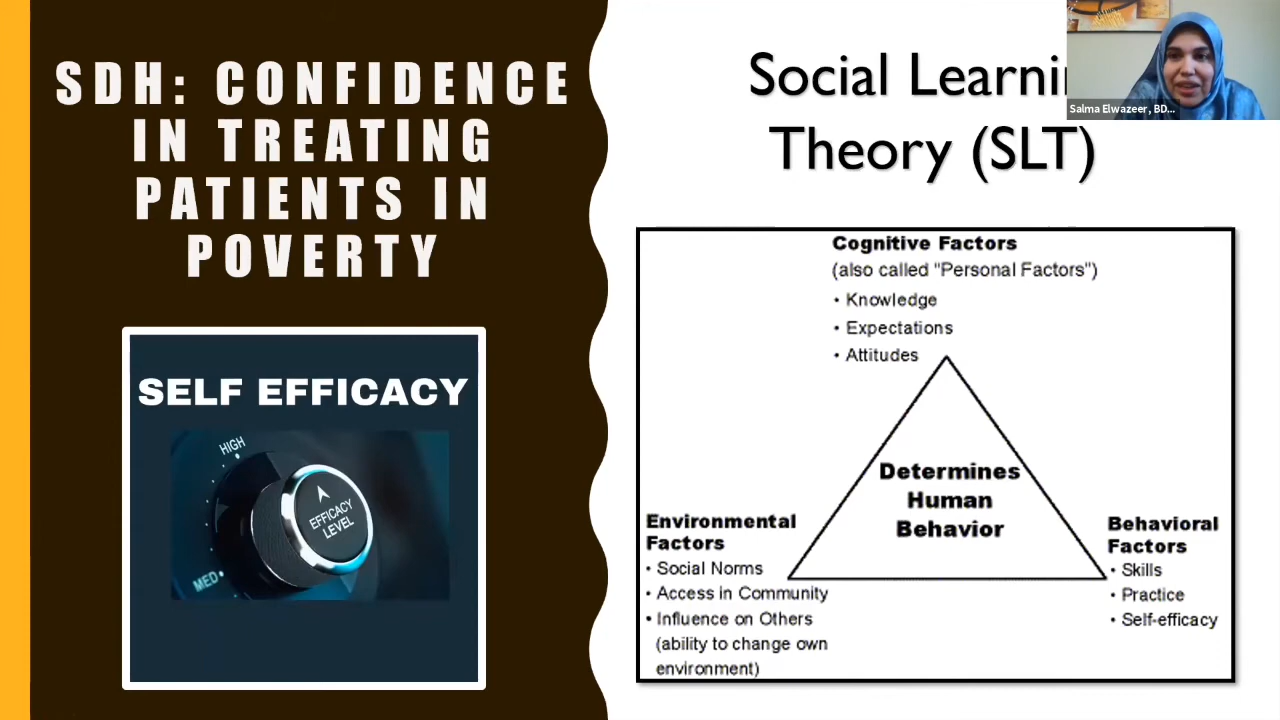 SDH: CONFIDENCE
IN TREATING
PATIENTS IN
POVERTY
SELF EFFICACY
HIGH
EFFICACY
LEVEL
MED
Social Learnin
Theory (SLT)
Salma Elwazeer, BD...
Cognitive Factors
(also called "Personal Factors")
• Knowledge
• Expectations
• Attitudes
Determines
Human
Behavior
Environmental
Factors
• Social Norms
• Access in Community
• Influence on Others
(ability to change own
environment)
Behavioral
Factors
• Skills
• Practice
• Self-efficacy